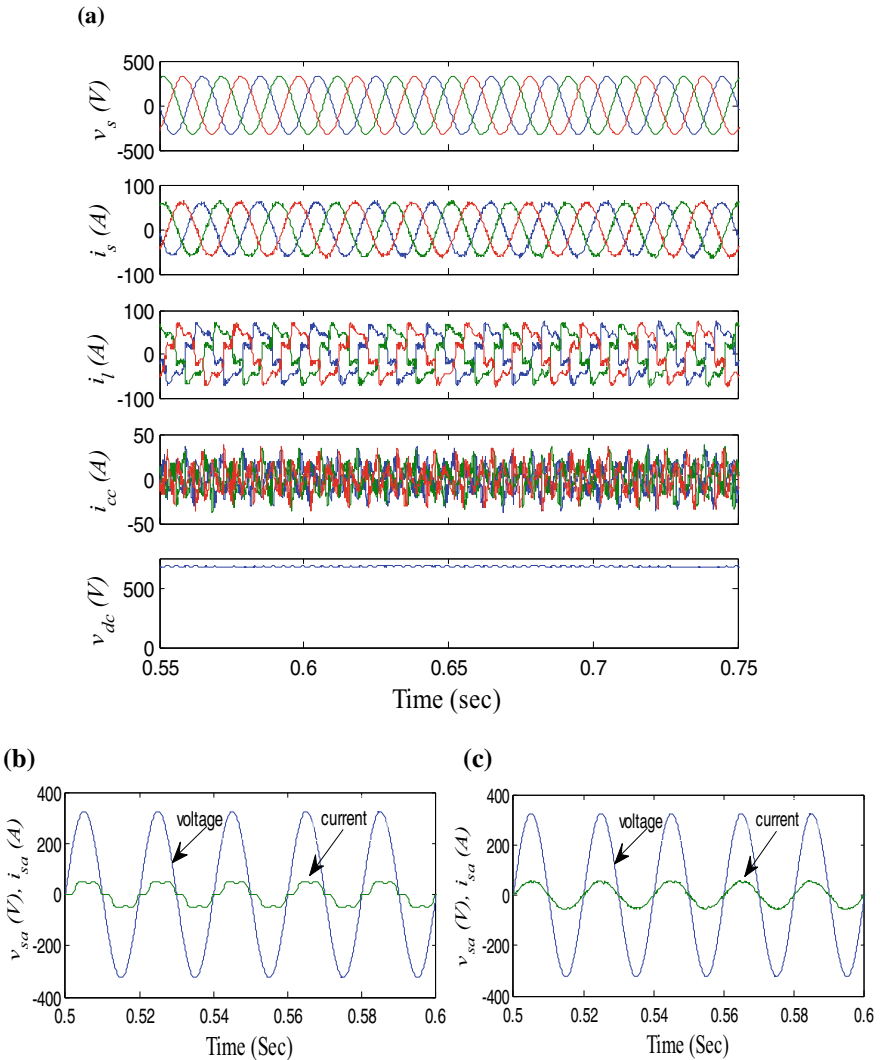 (a)
500
0
-500
v_s (V)
100
0
-100
i_s (A)
100
0
-100
i_l (A)
50
0
-50
i_cc (A)
500
0
v_dc (V)
0.55 0.6 0.65 0.7 0.75
Time (sec)
(b)
400
200
0
-200
-400
v_sa (V), i_sa (A)
voltage
current
0.5 0.52 0.54 0.56 0.58 0.6
Time (Sec)
(c)
400
200
0
-200
-400
v_sa (V), i_sa (A)
voltage
current
0.5 0.52 0.54 0.56 0.58 0.6
Time (Sec)